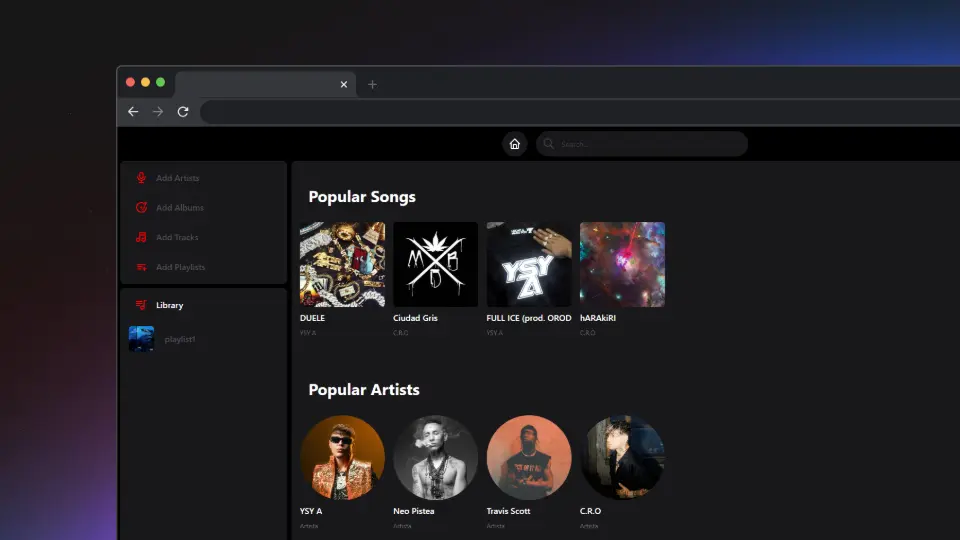 Search...
Add Artists
Add Albums
Add Tracks
Add Playlists
Library
playlist1
Popular Songs
M B
D
YSY
A
DUELE
Ciudad Gris
FULL ICE (prod. OROD
hARAkiRI
YSY A
C.R.O
YSY A
C.R.O
Popular Artists
YSY A
Neo Pistea
Travis Scott
C.R.O
Artista
Artista
Artista
Artista